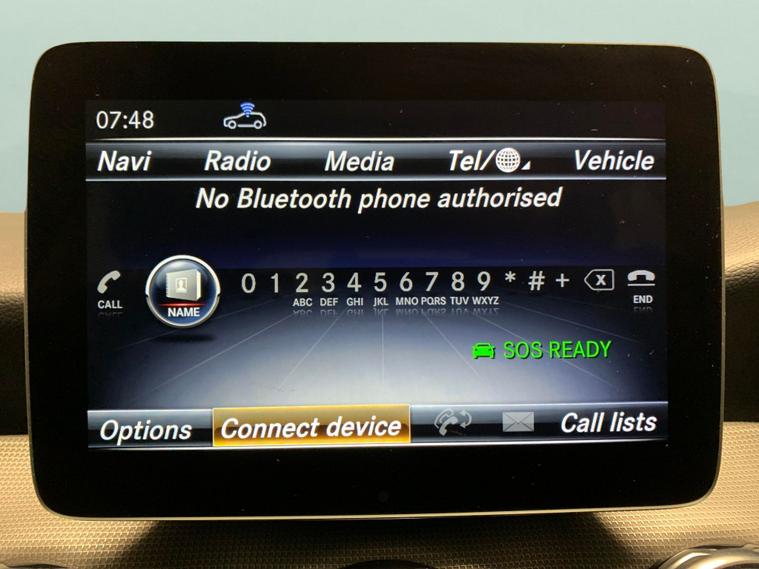 07:48
Navi Radio Media Tel/ Vehicle
No Bluetooth phone authorised
0 1 2 3 4 5 6 7 8 9 * # +
CALL NAME ABC DEF GHI JKL MNO PQRS TUV WXYZ END
SOS READY
Options Connect device Call lists